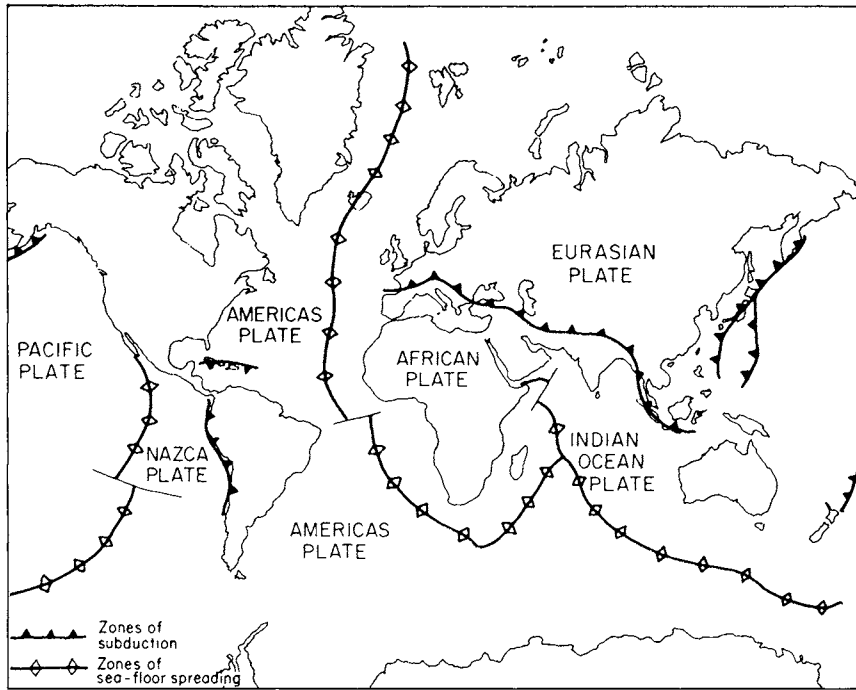 EURASIAN
PLATE
AMERICAS
PLATE
PACIFIC
PLATE
AFRICAN
PLATE
NAZCA
PLATE
INDIAN
OCEAN
PLATE
AMERICAS
PLATE
Zones of
subduction
Zones of
sea-floor spreading